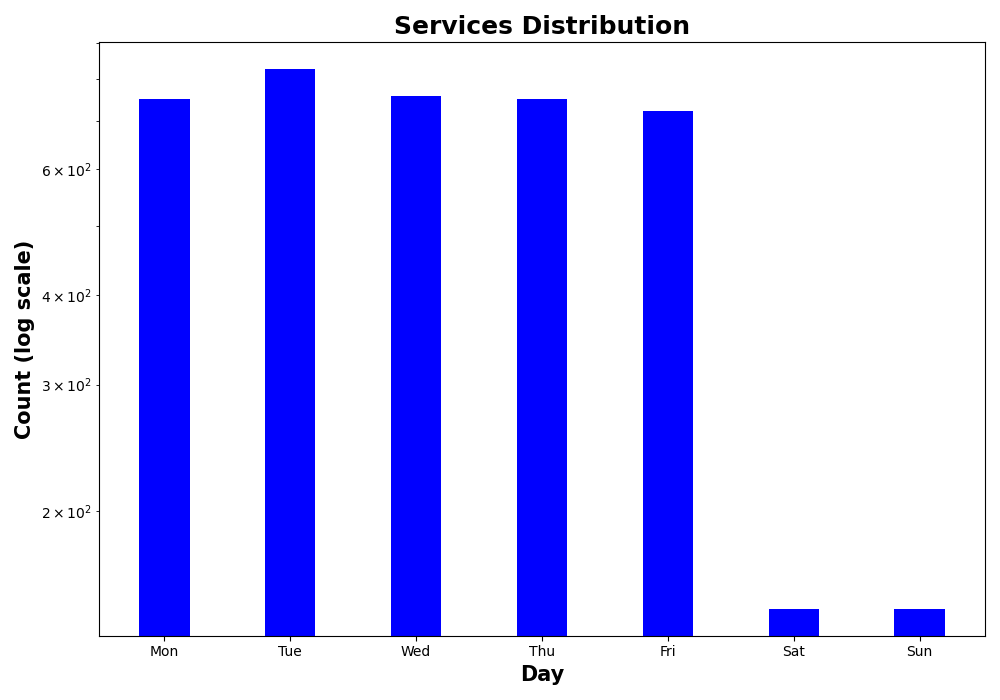 Services Distribution
Count (log scale)
6 × 10²
4 × 10²
3 × 10²
2 × 10²
Mon Tue Wed Thu Fri Sat Sun
Day